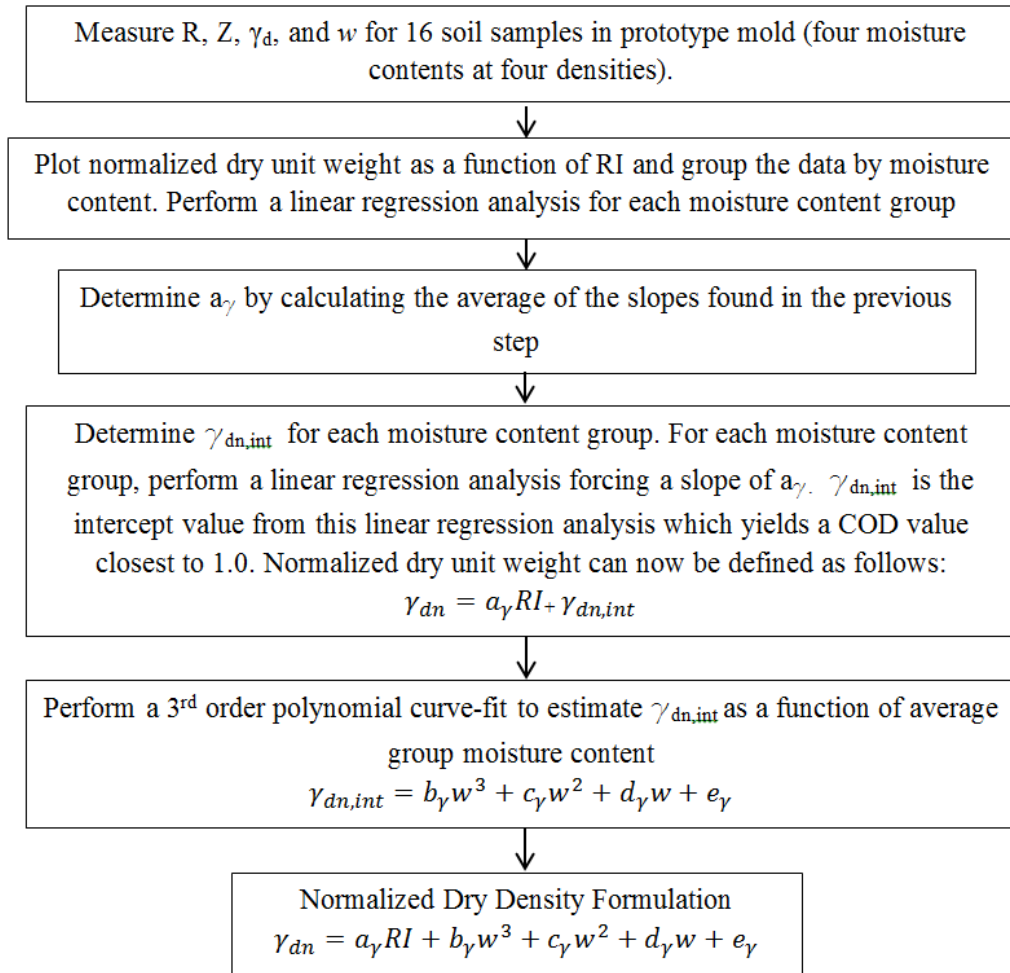 Measure R, Z, γd, and w for 16 soil samples in prototype mold (four moisture
contents at four densities).
Plot normalized dry unit weight as a function of RI and group the data by moisture
content. Perform a linear regression analysis for each moisture content group
Determine aγ by calculating the average of the slopes found in the previous
step
Determine γdn,int for each moisture content group. For each moisture content
group, perform a linear regression analysis forcing a slope of aγ. γdn,int is the
intercept value from this linear regression analysis which yields a COD value
closest to 1.0. Normalized dry unit weight can now be defined as follows:
γdn = aγRI+ γdn,int
Perform a 3rd order polynomial curve-fit to estimate γdn,int as a function of average
group moisture content
γdn,int = bγw³ + cγw² + dγw + eγ
Normalized Dry Density Formulation
γdn = aγRI + bγw³ + cγw² + dγw + eγ